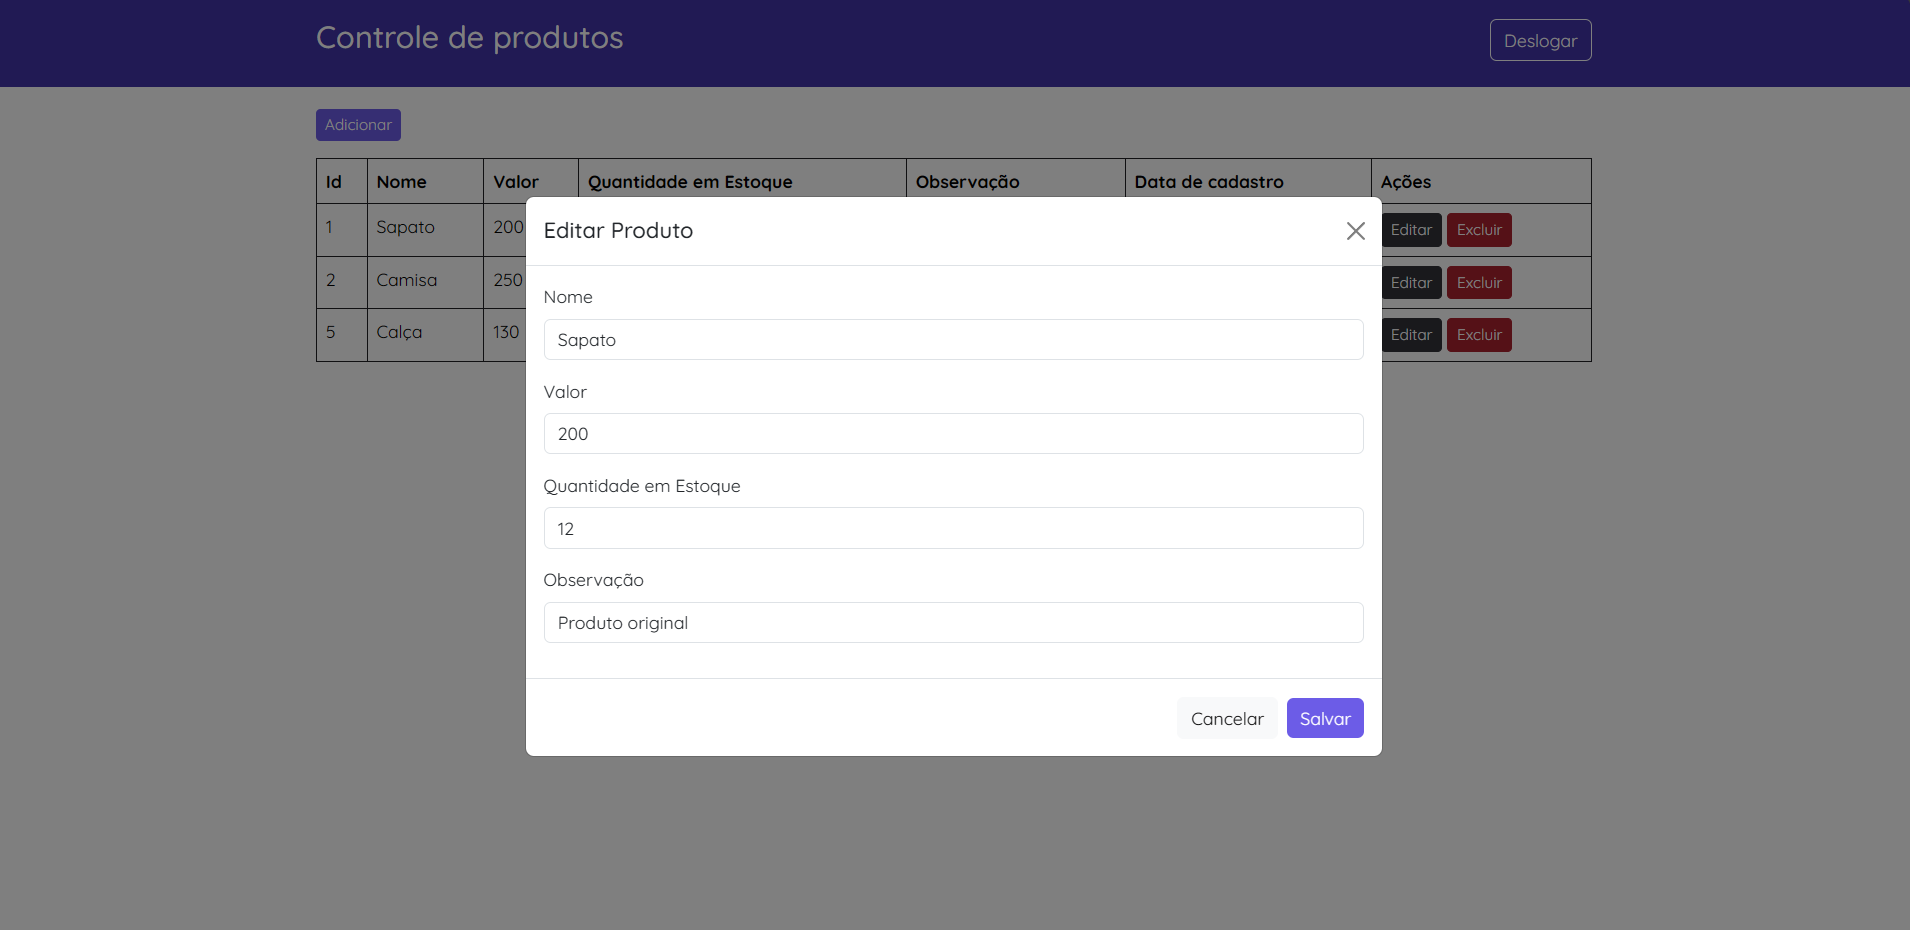 Controle de produtos
Deslogar
Adicionar
Id Nome Valor Quantidade em Estoque Observação Data de cadastro Ações
1 Sapato 200 Editar Excluir
2 Camisa 250 Editar Excluir
5 Calça 130 Editar Excluir
Editar Produto
Nome
Sapato
Valor
200
Quantidade em Estoque
12
Observação
Produto original
Cancelar Salvar